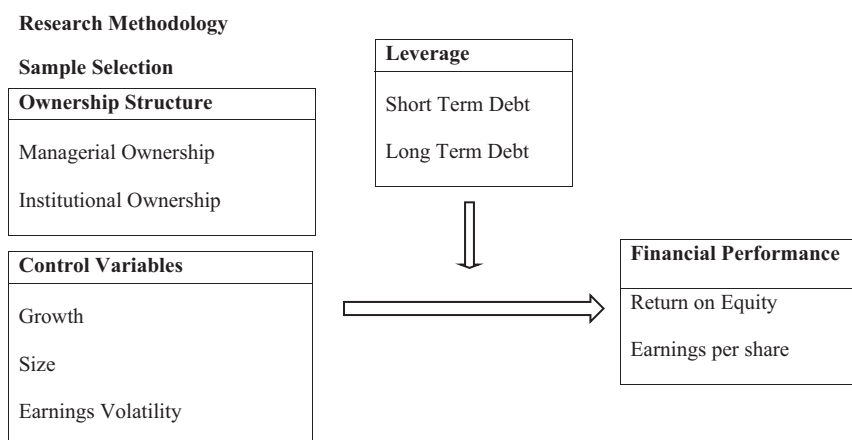 Research Methodology
Sample Selection
Ownership Structure
Managerial Ownership
Institutional Ownership
Leverage
Short Term Debt
Long Term Debt
Control Variables
Growth
Size
Earnings Volatility
Financial Performance
Return on Equity
Earnings per share